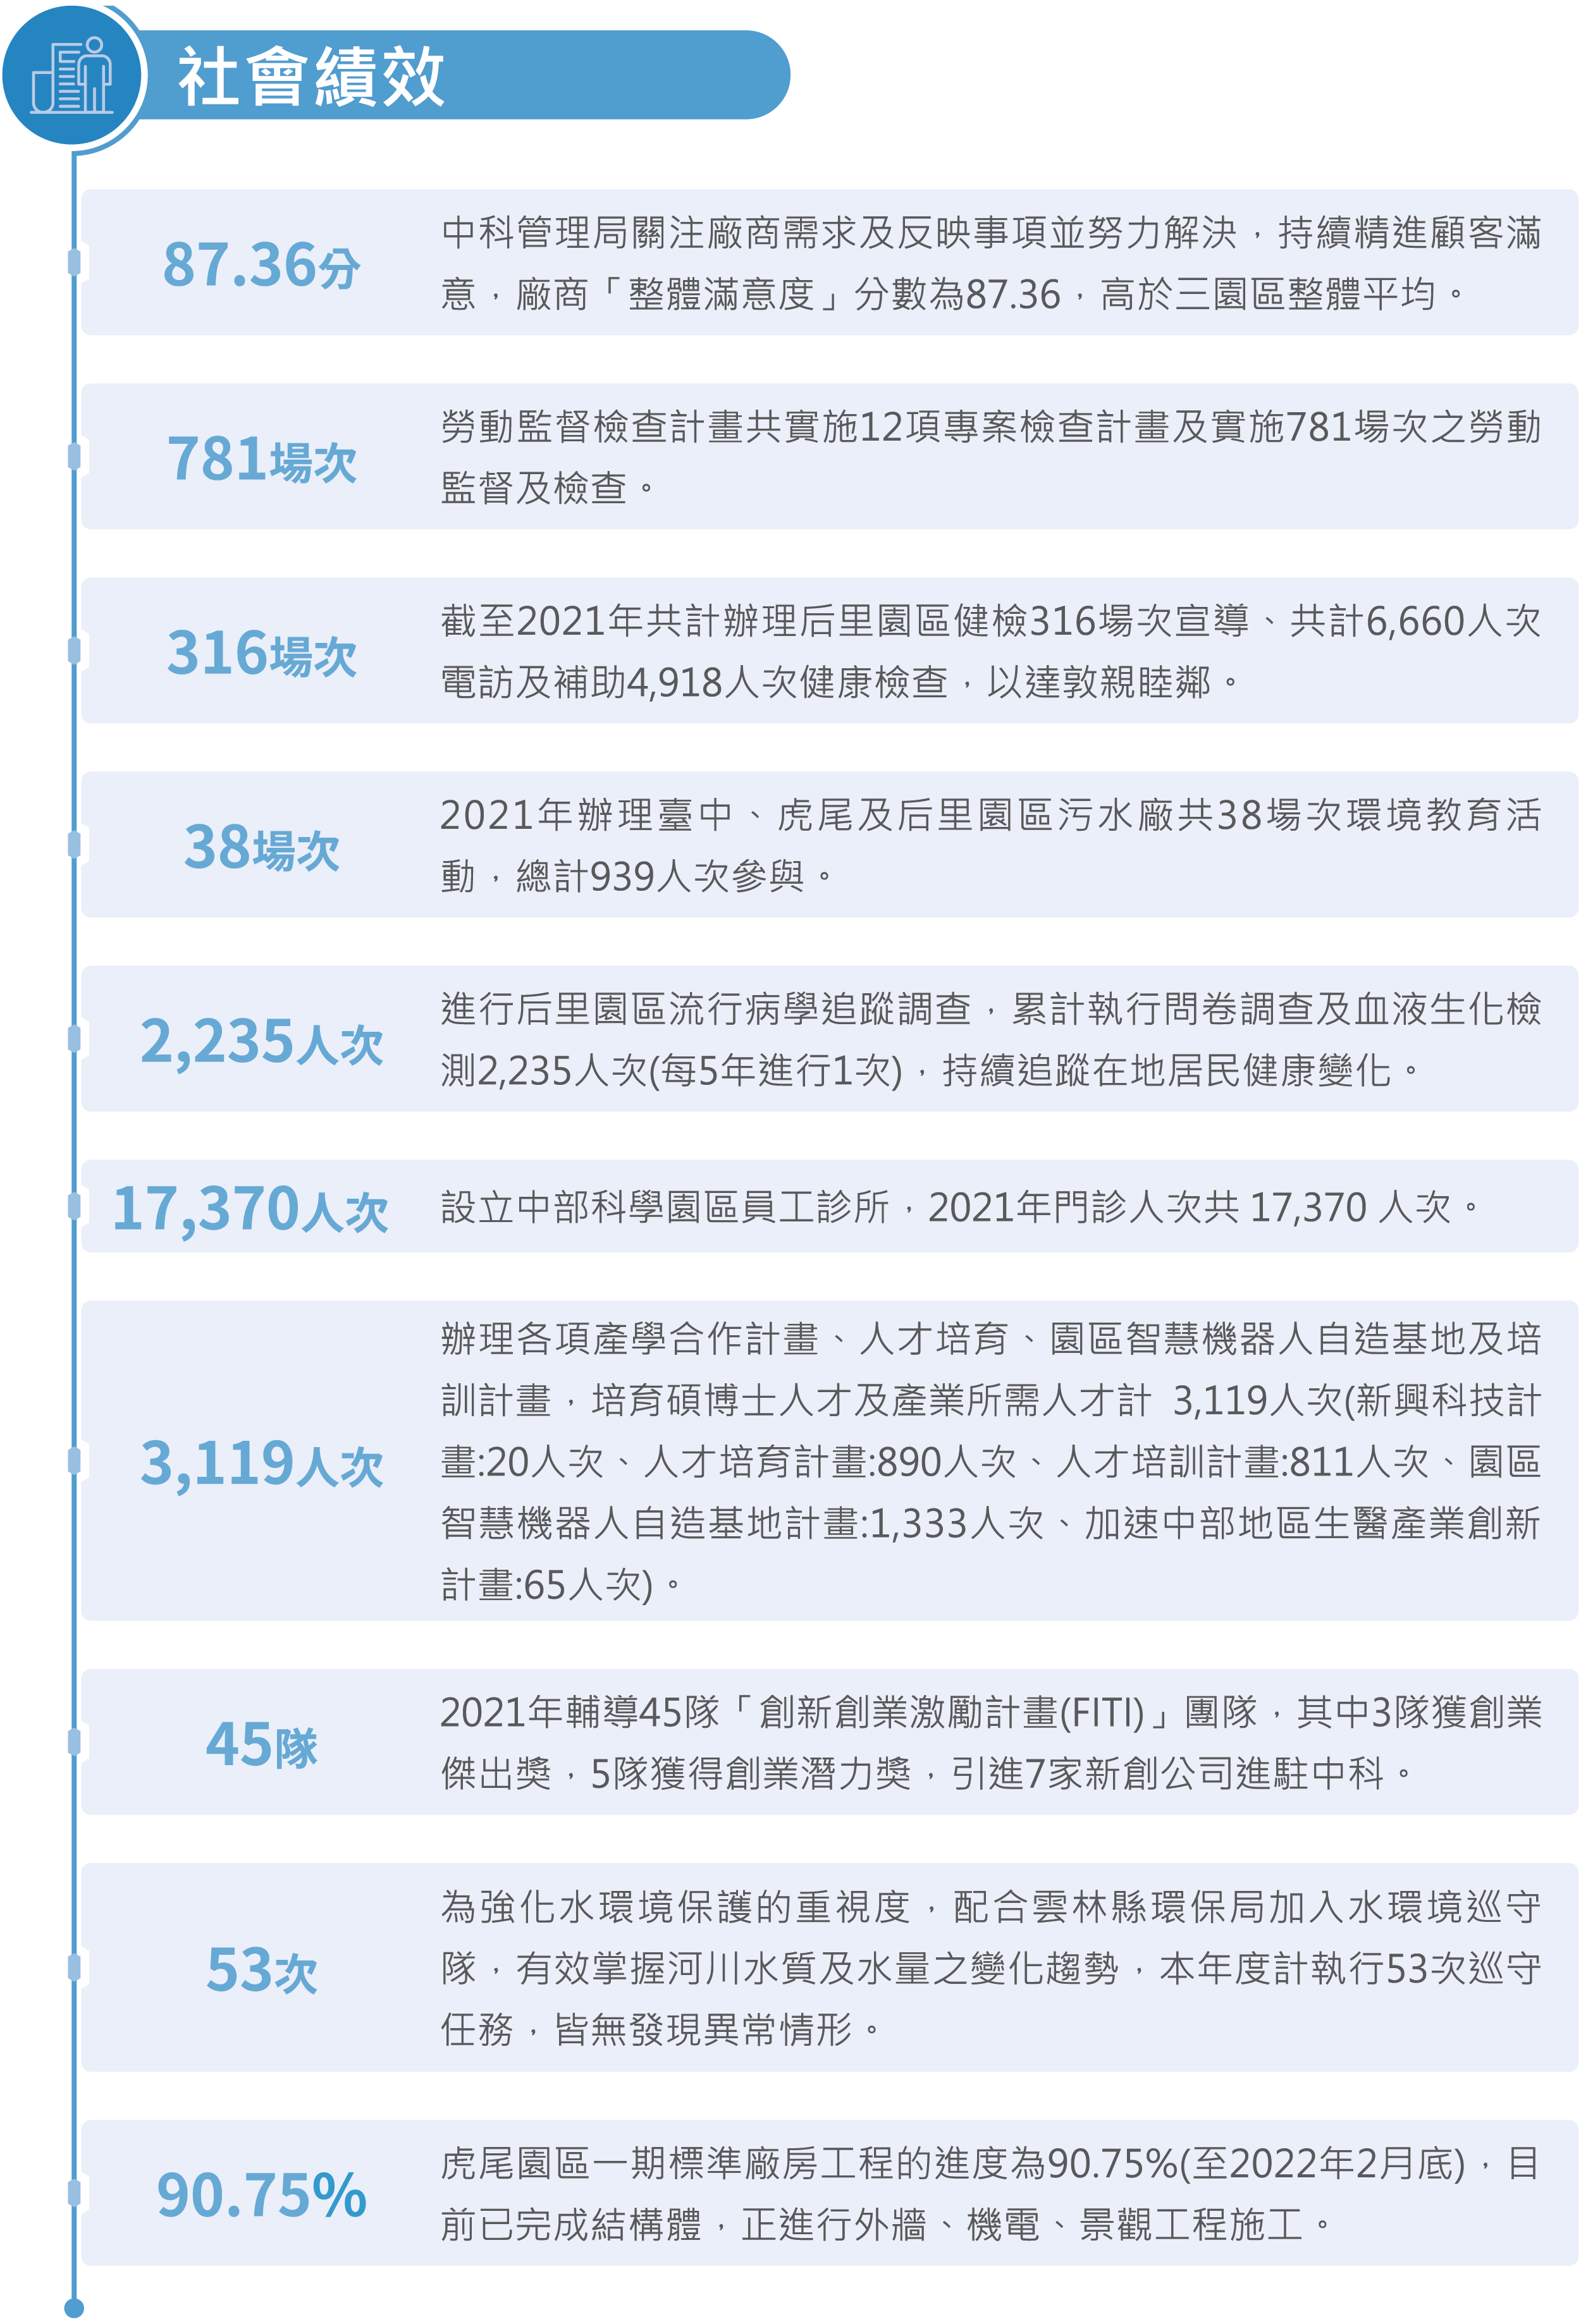 社會績效
87.36分
中科管理局關注廠商需求及反映事項並努力解決，持續精進顧客滿
意，廠商「整體滿意度」分數為87.36，高於三園區整體平均。
781場次
勞動監督檢查計畫共實施12項專案檢查計畫及實施781場次之勞動
監督及檢查。
316場次
截至2021年共計辦理后里園區健檢316場次宣導、共計6,660人次
電訪及補助4,918人次健康檢查，以達敦親睦鄰。
38場次
2021年辦理臺中、虎尾及后里園區污水廠共38場次環境教育活
動，總計939人次參與。
2,235人次
進行后里園區流行病學追蹤調查，累計執行問卷調查及血液生化檢
測2,235人次(每5年進行1次)，持續追蹤在地居民健康變化。
17,370人次
設立中部科學園區員工診所，2021年門診人次共 17,370 人次。
3,119人次
辦理各項產學合作計畫、人才培育、園區智慧機器人自造基地及培
訓計畫，培育碩博士人才及產業所需人才計 3,119人次(新興科技計
畫:20人次、人才培育計畫:890人次、人才培訓計畫:811人次、園區
智慧機器人自造基地計畫:1,333人次、加速中部地區生醫產業創新
計畫:65人次)。
45隊
2021年輔導45隊「創新創業激勵計畫(FITI)」團隊，其中3隊獲創業
傑出獎，5隊獲得創業潛力獎，引進7家新創公司進駐中科。
53次
為強化水環境保護的重視度，配合雲林縣環保局加入水環境巡守
隊，有效掌握河川水質及水量之變化趨勢，本年度計執行53次巡守
任務，皆無發現異常情形。
90.75%
虎尾園區一期標準廠房工程的進度為90.75%(至2022年2月底)，目
前已完成結構體，正進行外牆、機電、景觀工程施工。